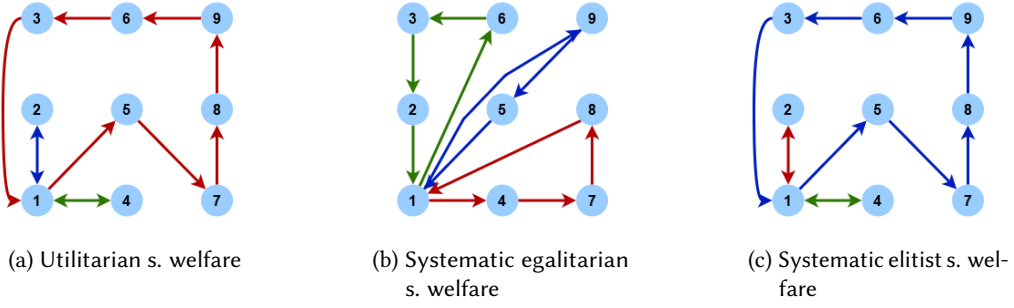 3 6 9
2 5 8
1 4 7
3 6 9
2 5 8
1 4 7
3 6 9
2 5 8
1 4 7
(a) Utilitarian s. welfare
(b) Systematic egalitarian
s. welfare
(c) Systematic elitist s. wel-
fare